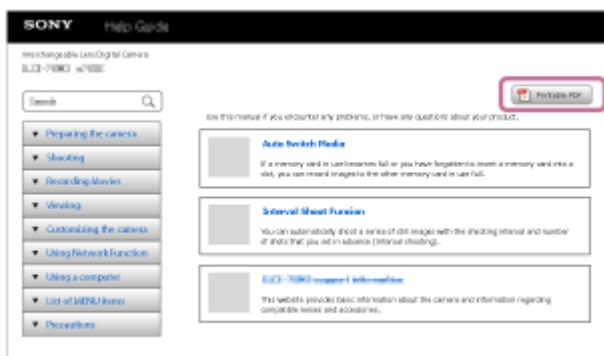 SONY Help Guide
Interchangeable Lens Digital Camera
Search
Printable PDF
Use this manual if you encounter any problems, or have any questions about your product.
Preparing the camera
Shooting
Recording Movies
Viewing
Customizing the camera
Using Network Function
Using a computer
List of MENU items
Precautions
Auto Switch Media
If a memory card in use becomes full or you have forgotten to insert a memory card into a
slot, you can record images to the other memory card in use full.
Interval Shoot Funsion
You can automatically shoot a series of still images with the shooting interval and number
of shots that you set in advance (Interval shooting).
support information
This website provides basic information about the camera and information regarding
compatible lenses and accessories.